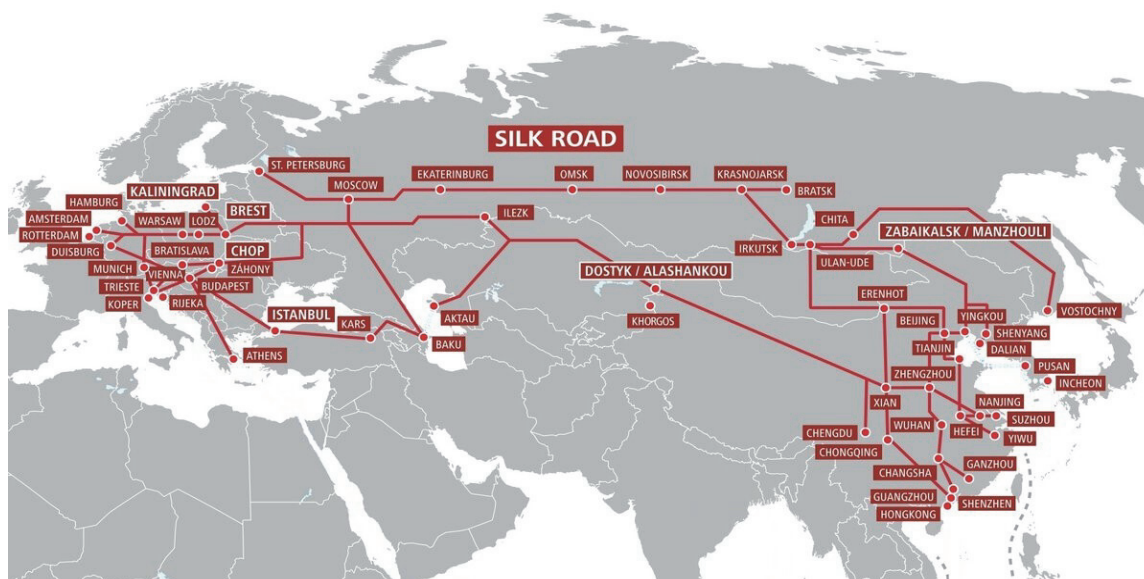 SILK ROAD
ST. PETERSBURG
MOSCOW
EKATERINBURG
OMSK
NOVOSIBIRSK
KRASNOJARSK
BRATSK
KALININGRAD
HAMBURG
AMSTERDAM
ROTTERDAM
DUISBURG
WARSAW
LODZ
BREST
ILEZK
BRATISLAVA
CHOP
MUNICH
VIENNA
ZÁHONY
TRIESTE
BUDAPEST
KOPER
RIJEKA
ISTANBUL
KARS
ATHENS
BAKU
AKTAU
DOSTYK / ALASHANKOU
KHORGOS
IRKUTSK
CHITA
ULAN-UDE
ZABAIKALSK / MANZHOULI
ERENHOT
BEIJING
YINGKOU
SHENYANG
VOSTOCHNY
TIANJIN
DALIAN
PUSAN
INCHEON
ZHENGZHOU
XIAN
NANJING
SUZHOU
CHENGDU
WUHAN
HEFEI
YIWU
CHONGQING
CHANGSHA
GANZHOU
GUANGZHOU
SHENZHEN
HONGKONG